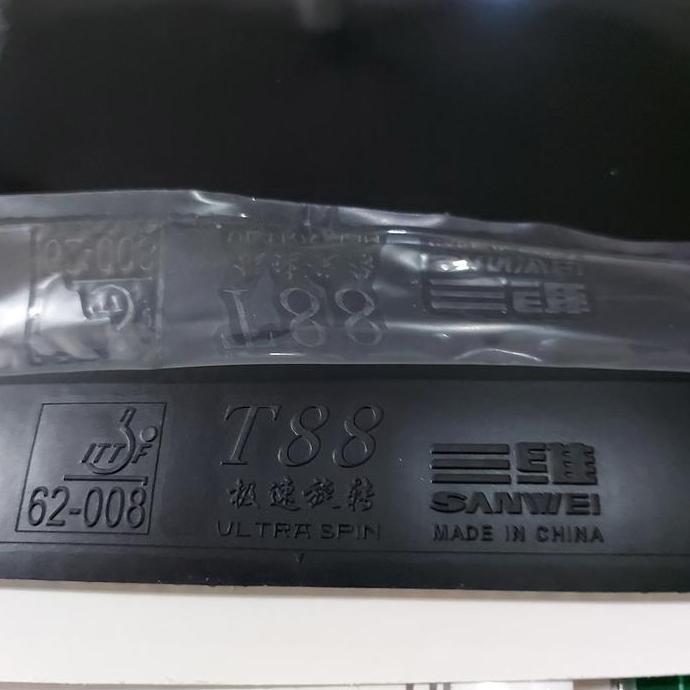 ITTF
62-008
T88
极速旋转
ULTRA SPIN
三维
SANWEI
MADE IN CHINA